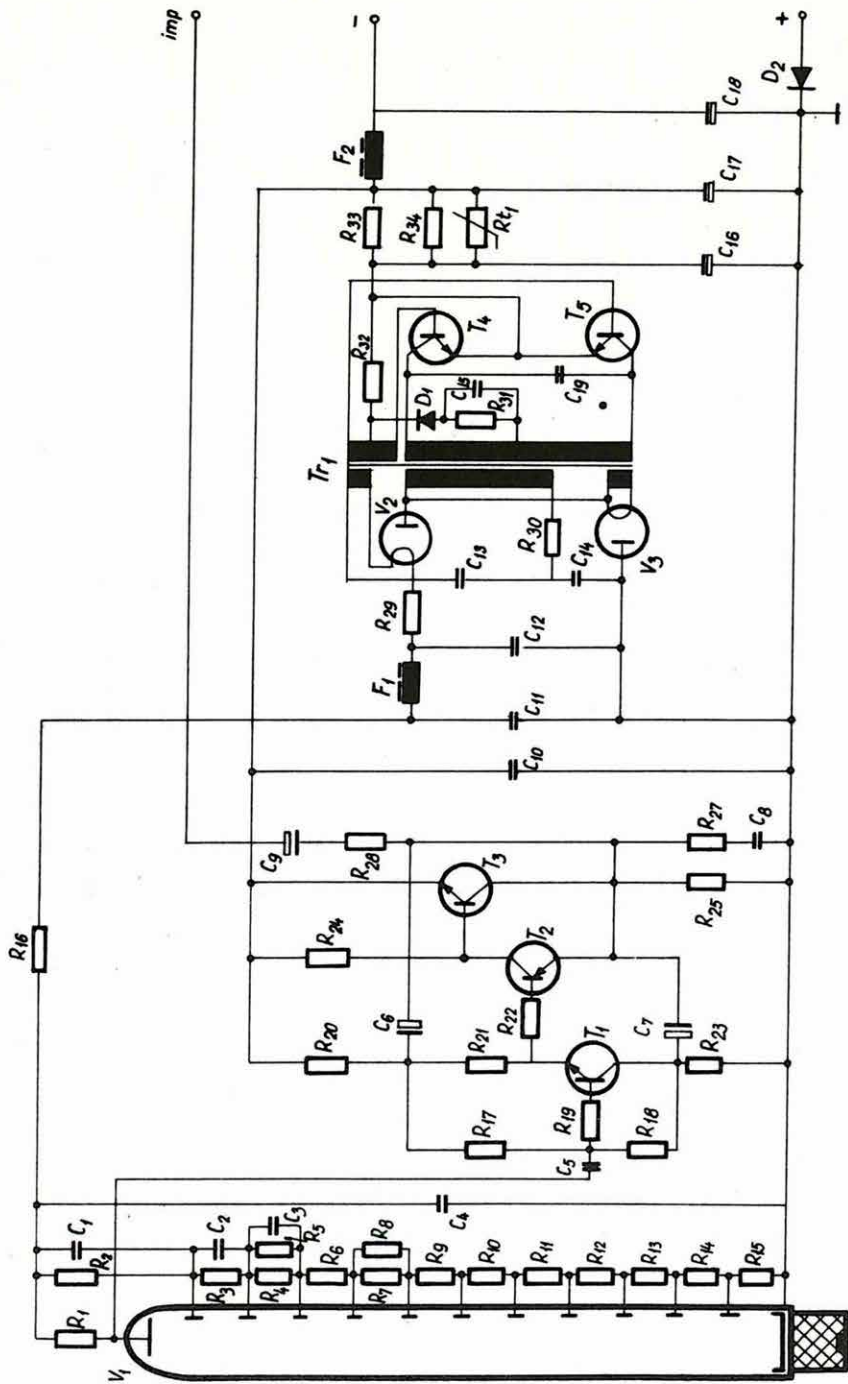 imp
-
+
D2
C18
F2
C17
R33
R34
Rt1
C16
R32
T4
T5
D1
C15
R31
C19
Tr1
V2
V3
R30
C13
C14
R29
C12
F1
C11
C10
R16
C9
R28
R27
C8
T3
R25
R24
T2
C6
R22
C7
R20
R21
T1
R23
R17
R19
R18
C5
C4
C1
R2
C2
C3
R5
R3
R4
R6
R8
R7
R9
R10
R11
R12
R13
R14
R15
R1
V1